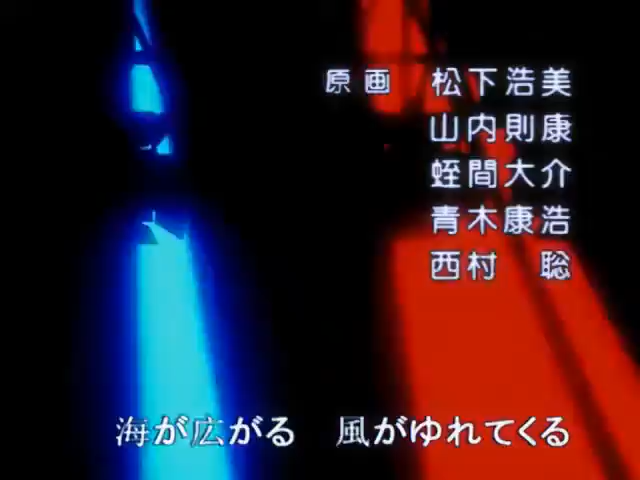 原画 松下浩美
山内則康
蛭間大介
青木康浩
西村 聡
海が広がる 風がゆれてくる